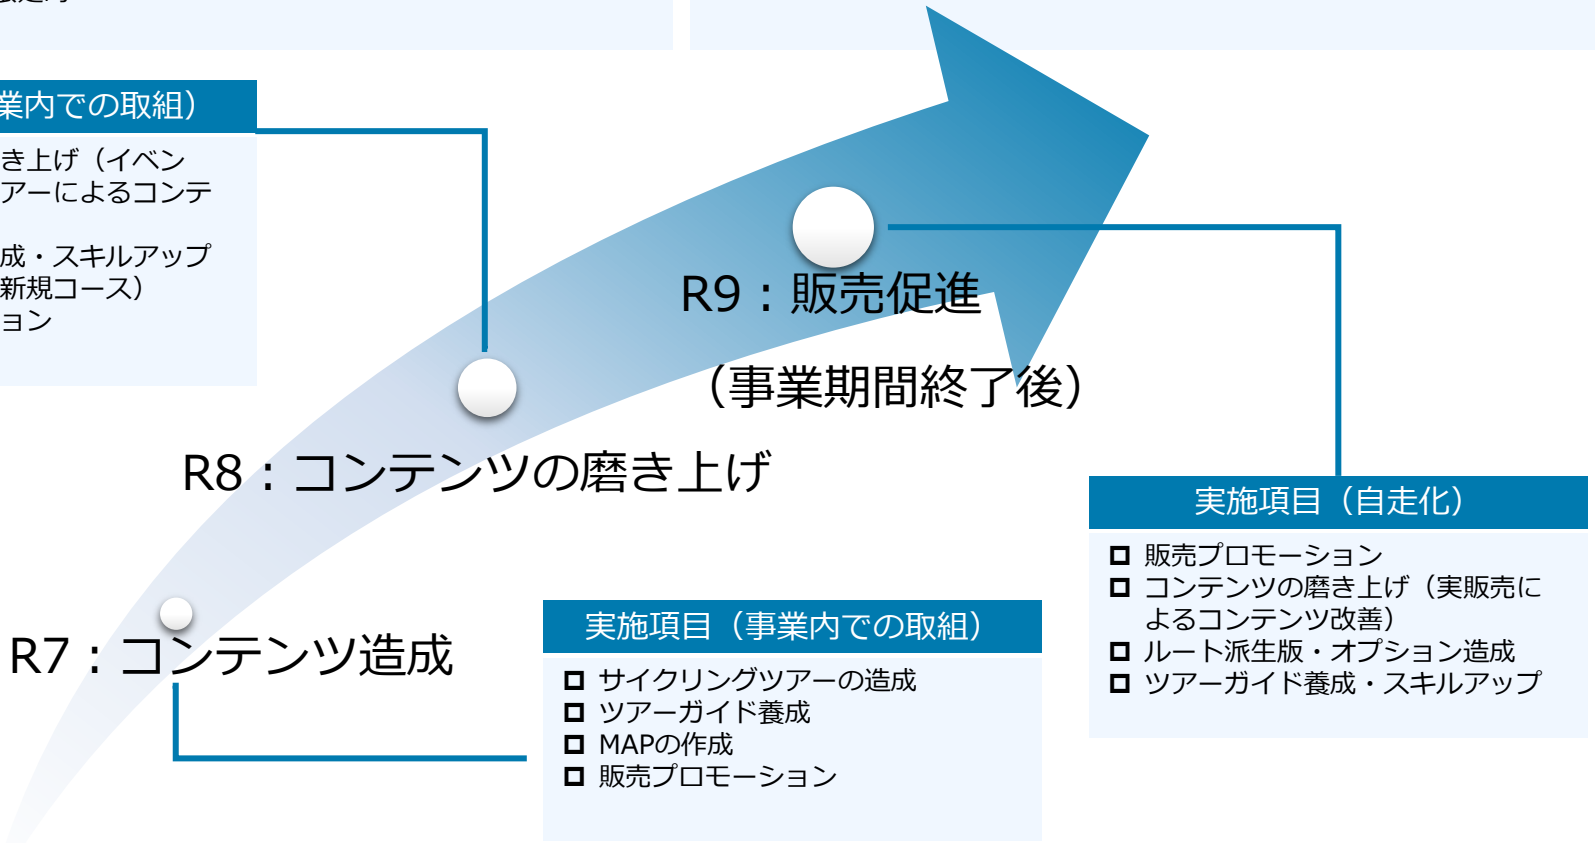 業内での取組）
き上げ（イベン
アーによるコンテ
成・スキルアップ
新規コース）
ョン
R9：販売促進
（事業期間終了後）
R8：コンテンツの磨き上げ
R7：コンテンツ造成
実施項目（事業内での取組）
サイクリングツアーの造成
ツアーガイド養成
MAPの作成
販売プロモーション
実施項目（自走化）
販売プロモーション
コンテンツの磨き上げ（実販売に
よるコンテンツ改善）
ルート派生版・オプション造成
ツアーガイド養成・スキルアップ